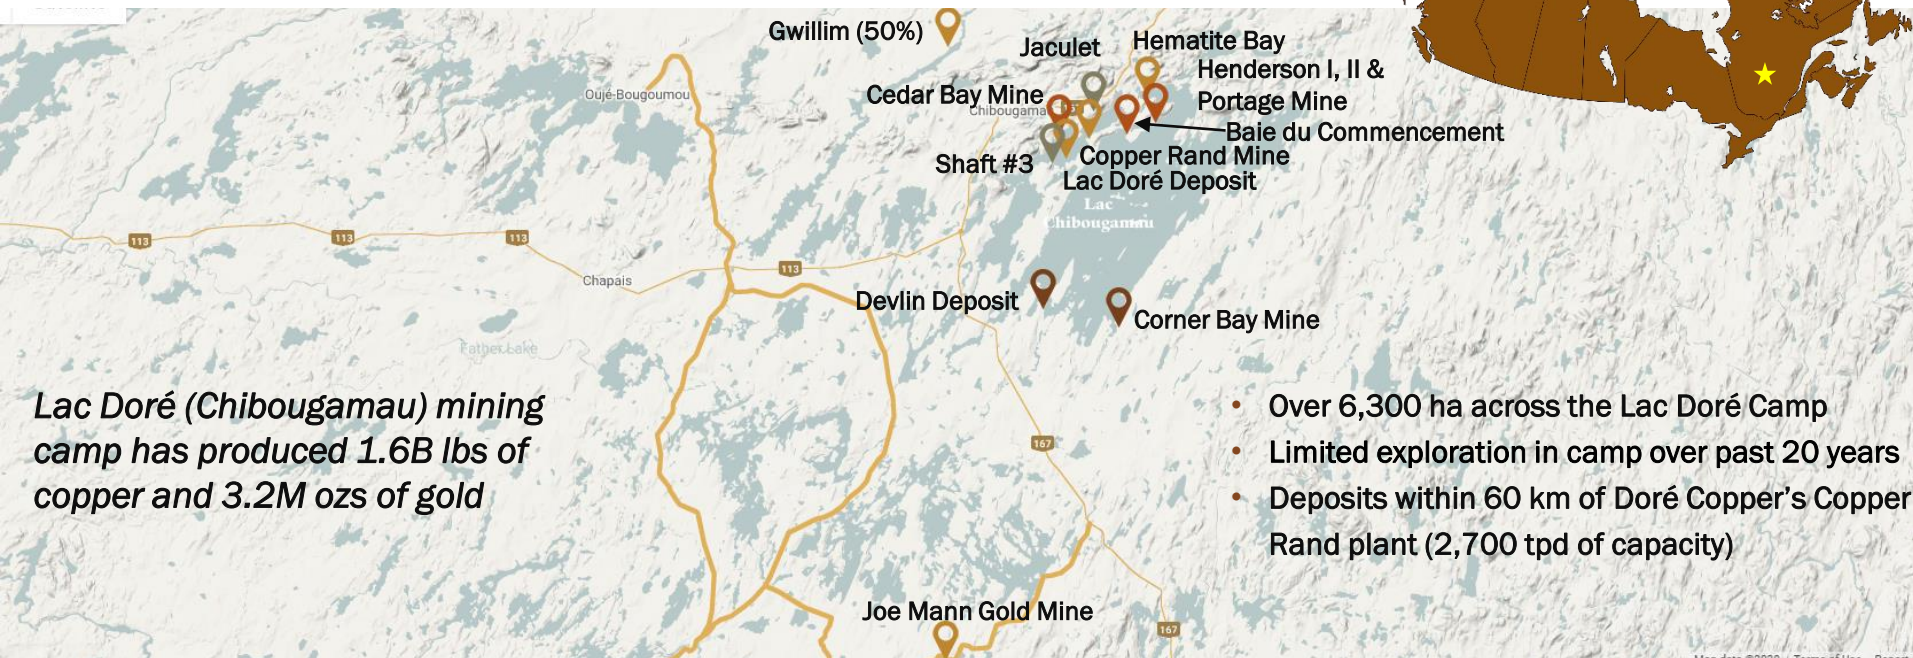 Gwillim (50%)
Jaculet
Hematite Bay
Henderson I, II &
Portage Mine
Cedar Bay Mine
Oujé-Bougoumou
Baie du Commencement
Copper Rand Mine
Shaft #3
Lac Doré Deposit
Lac
Chibougamau
113
113
113
113
Chapais
Devlin Deposit
Corner Bay Mine
Father Lake
Lac Doré (Chibougamau) mining
camp has produced 1.6B lbs of
copper and 3.2M ozs of gold
• Over 6,300 ha across the Lac Doré Camp
• Limited exploration in camp over past 20 years
• Deposits within 60 km of Doré Copper’s Copper
Rand plant (2,700 tpd of capacity)
167
Joe Mann Gold Mine
167